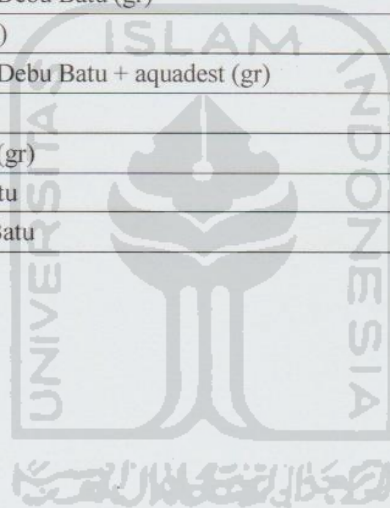 Debu Batu (gr)
)
Debu Batu + aquadest (gr)
(gr)
tu
Batu
UNIVERSITAS
ISLAM
INDONESIA